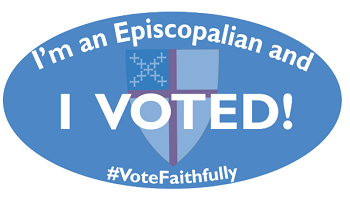 I'm an Episcopalian and
I VOTED!
#VoteFaithfully